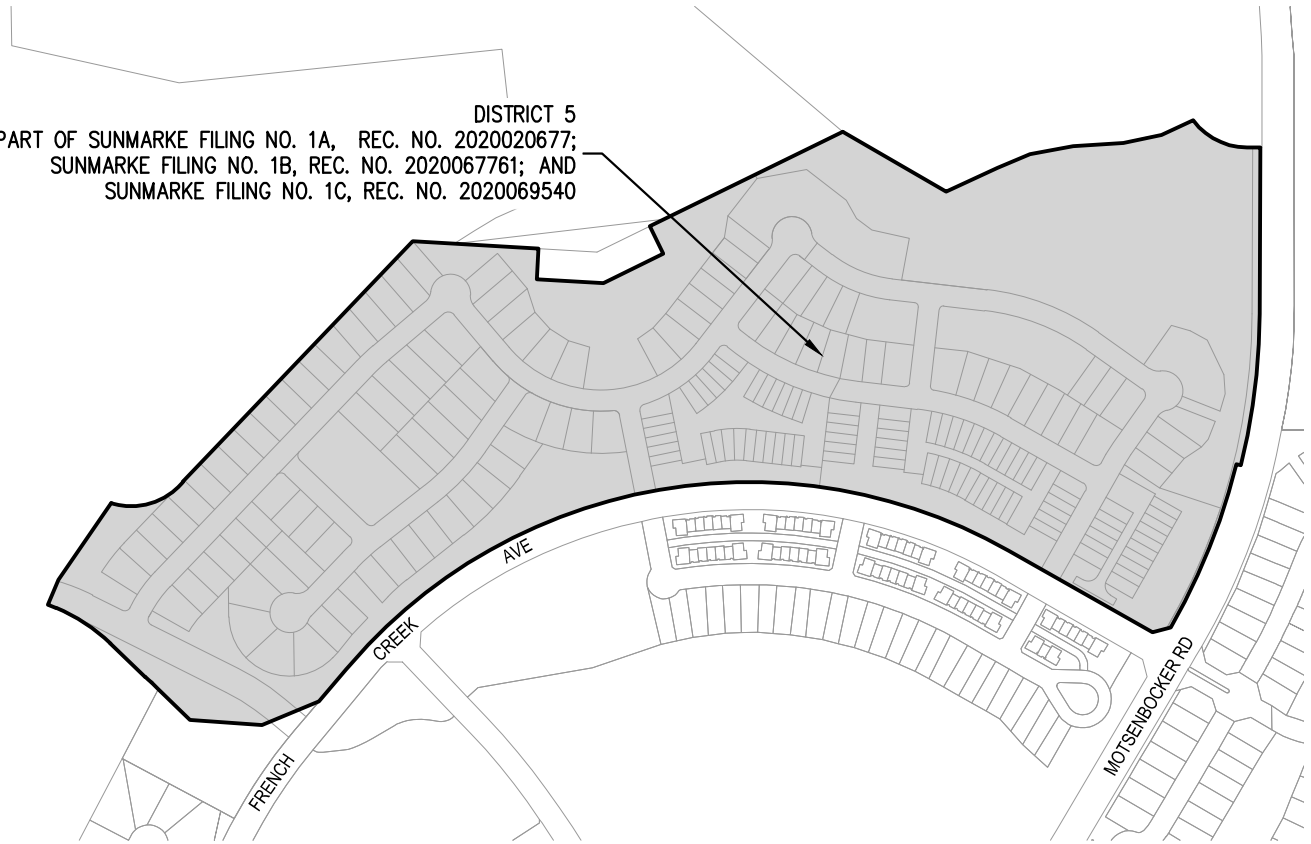 DISTRICT 5
PART OF SUNMARKE FILING NO. 1A, REC. NO. 2020020677;
SUNMARKE FILING NO. 1B, REC. NO. 2020067761; AND
SUNMARKE FILING NO. 1C, REC. NO. 2020069540
FRENCH CREEK AVE
MOTSENBOCKER RD